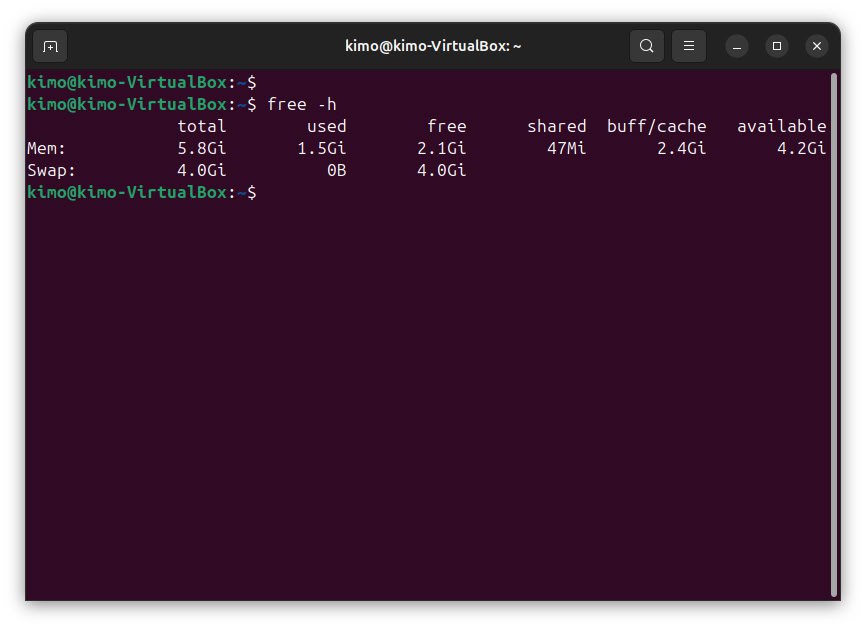 kimo@kimo-VirtualBox: ~
kimo@kimo-VirtualBox:~$
kimo@kimo-VirtualBox:~$ free -h
               total        used        free      shared  buff/cache   available
Mem:           5.8Gi       1.5Gi       2.1Gi        47Mi       2.4Gi       4.2Gi
Swap:          4.0Gi          0B       4.0Gi
kimo@kimo-VirtualBox:~$